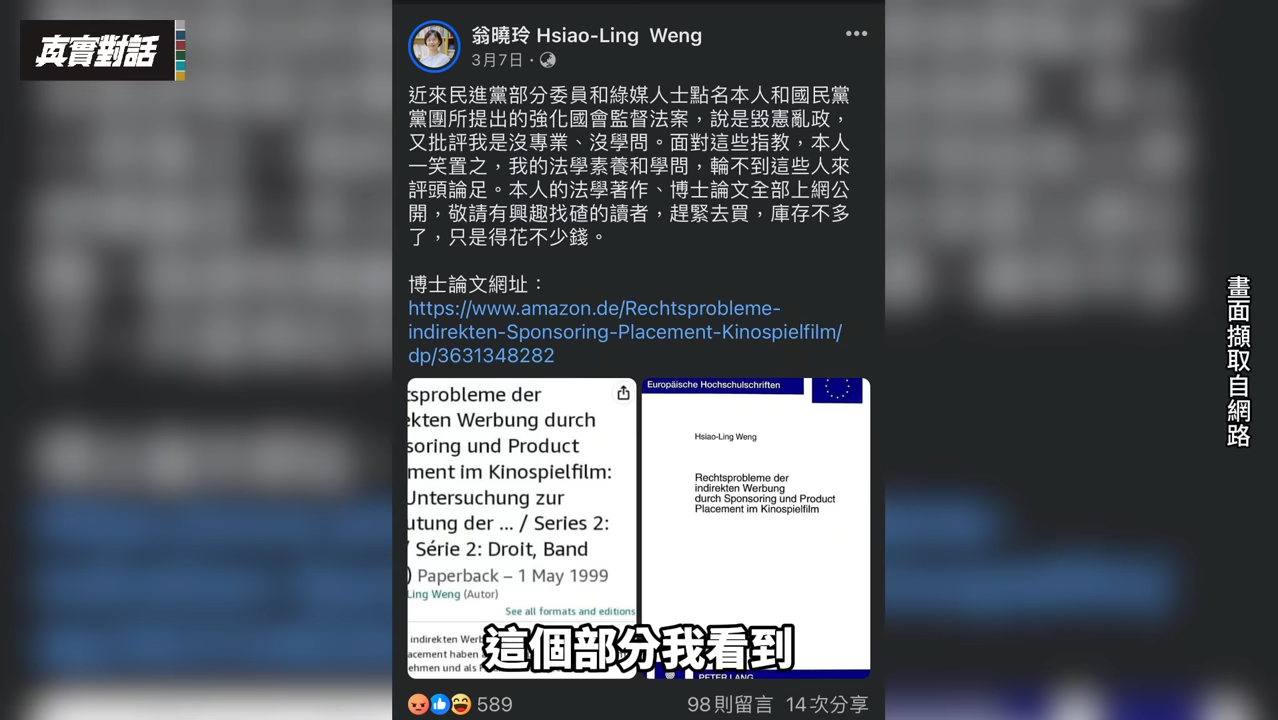 真實對話
翁曉玲 Hsiao-Ling Weng
3月7日 ·
近來民進黨部分委員和綠媒人士點名本人和國民黨
黨團所提出的強化國會監督法案，說是毀憲亂政，
又批評我是沒專業、沒學問。面對這些指教，本人
一笑置之，我的法學素養和學問，輪不到這些人來
評頭論足。本人的法學著作、博士論文全部上網公
開，敬請有興趣找碴的讀者，趕緊去買，庫存不多
了，只是得花不少錢。
博士論文網址：
https://www.amazon.de/Rechtsprobleme-
indirekten-Sponsoring-Placement-Kinospielfilm/
dp/3631348282
tsprobleme der
ekten Werbung durch
soring und Product
ment im Kinospielfilm:
Untersuchung zur
utung der ... / Series 2:
/ Série 2: Droit, Band
) Paperback – 1 May 1999
Ling Weng (Autor)
See all formats and editions
indirekten Werb
acement haben
ehmen und als F
Europäische Hochschulschriften
Hsiao-Ling Weng
Rechtsprobleme der
indirekten Werbung
durch Sponsoring und Product
Placement im Kinospielfilm
PETER LANG
這個部分我看到
589
98則留言 14次分享
畫面擷取自網路